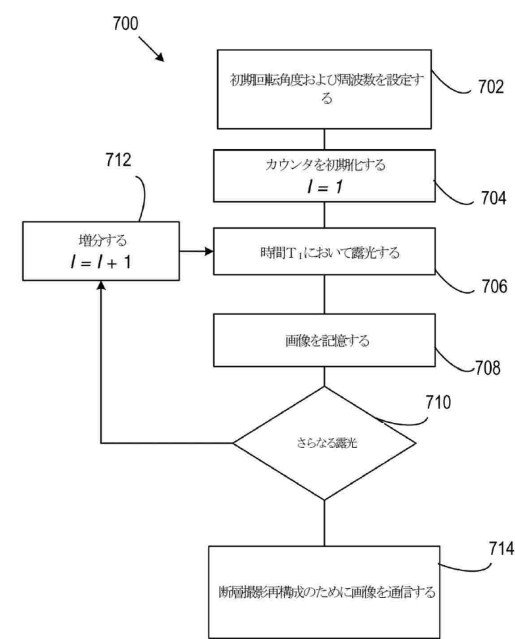 700
初期回転角度および周波数を設定す
る
702
カウンタを初期化する
I = 1
704
712
増分する
I = I + 1
時間T₁において露光する
706
画像を記憶する
708
710
さらなる露光
714
断層撮影再構成のために画像を通信する